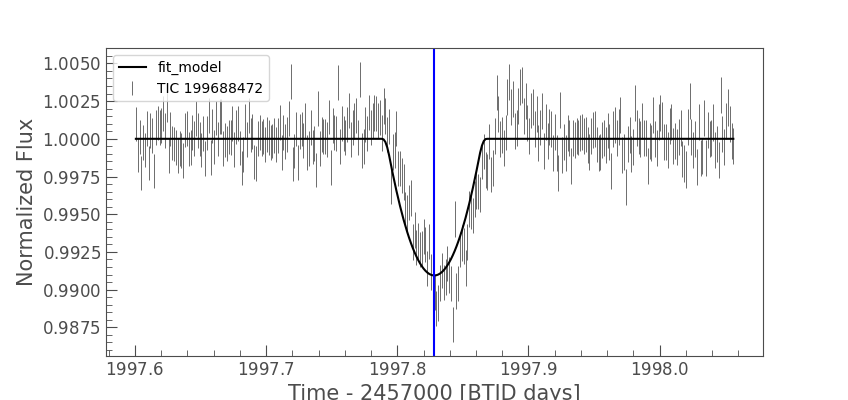 fit_model
TIC 199688472
1.0050
1.0025
1.0000
0.9975
0.9950
0.9925
0.9900
0.9875
Normalized Flux
1997.6 1997.7 1997.8 1997.9 1998.0
Time - 2457000 [BTJD days]